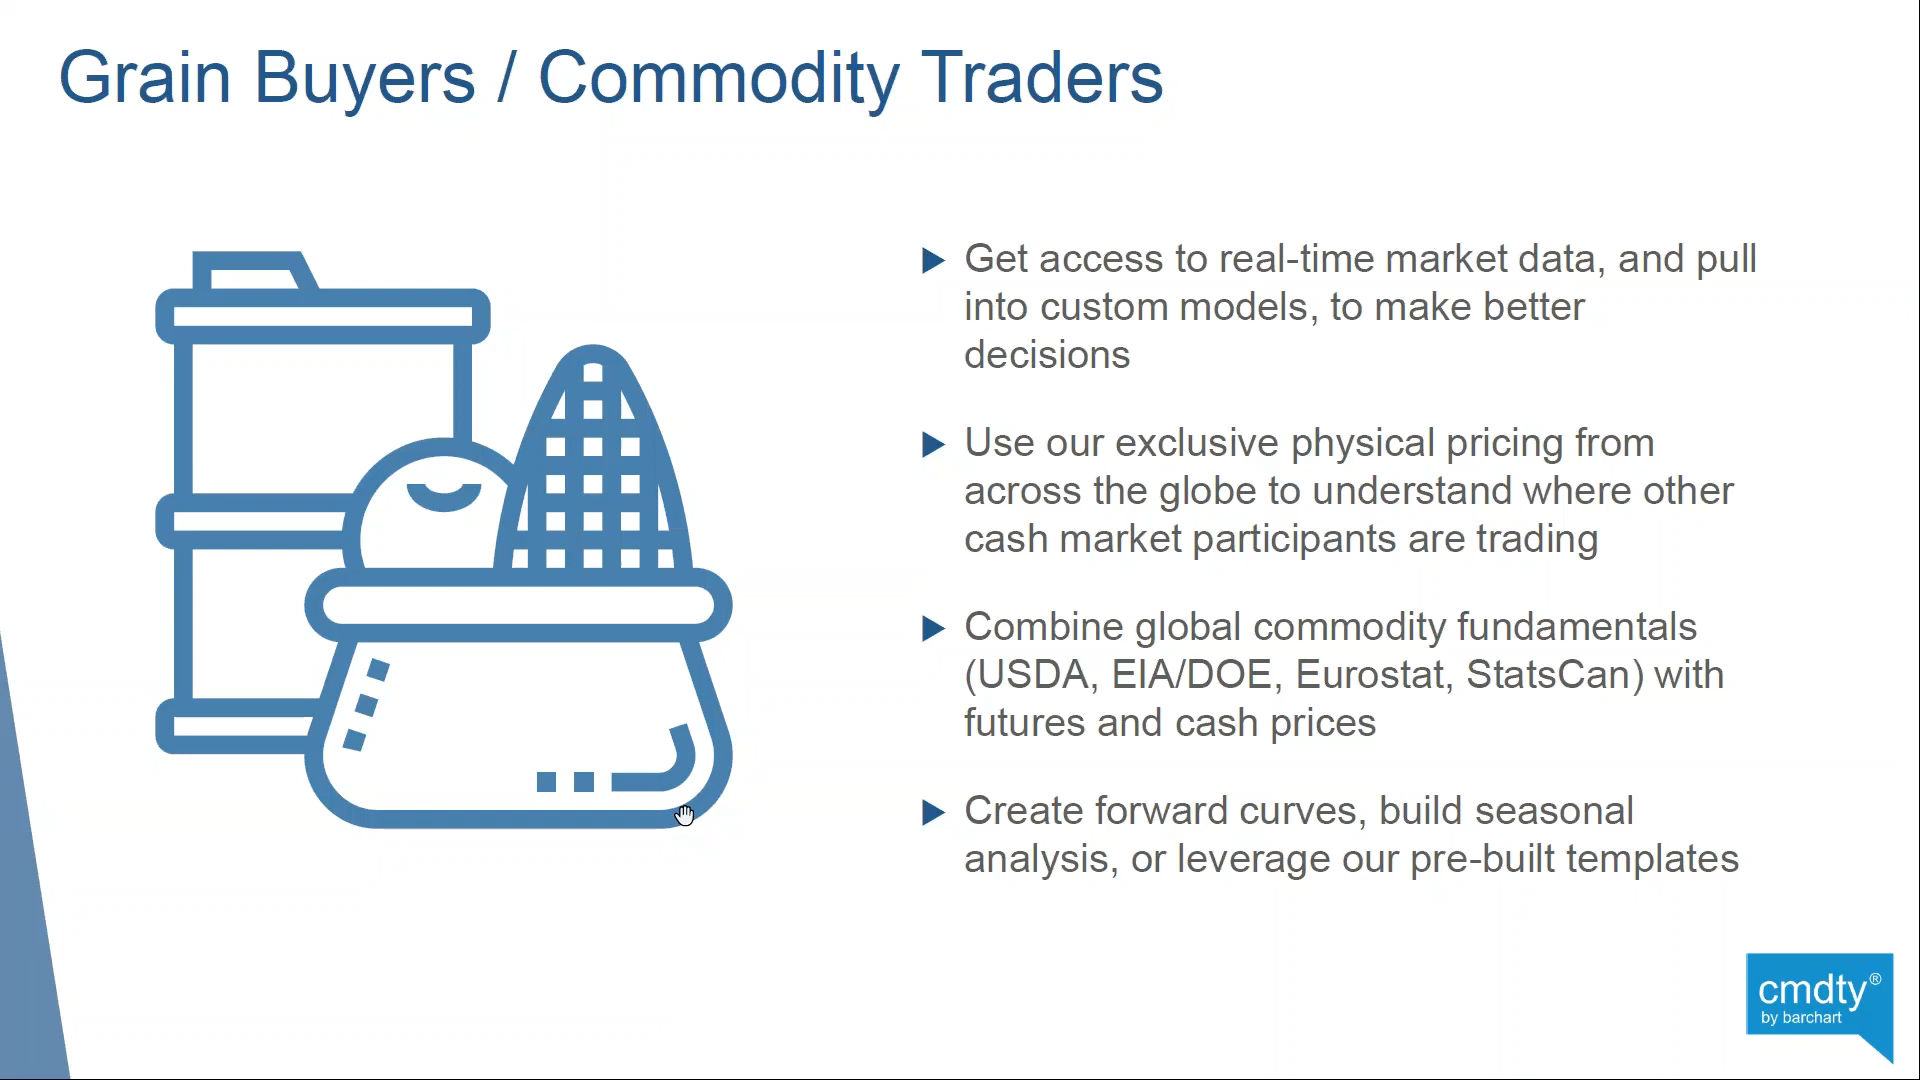 Grain Buyers / Commodity Traders
Get access to real-time market data, and pull
into custom models, to make better
decisions
Use our exclusive physical pricing from
across the globe to understand where other
cash market participants are trading
Combine global commodity fundamentals
(USDA, EIA/DOE, Eurostat, StatsCan) with
futures and cash prices
Create forward curves, build seasonal
analysis, or leverage our pre-built templates
cmdty®
by barchart